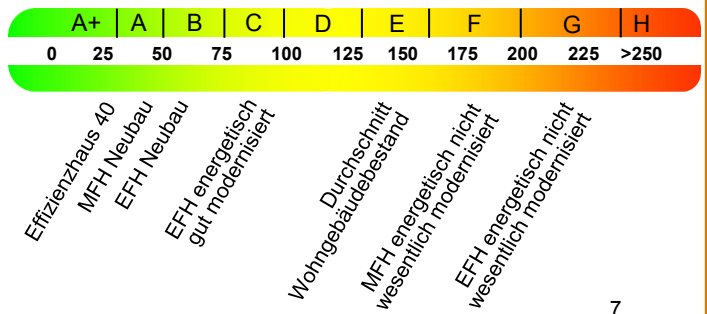 A+ A B C D E F G H
0 25 50 75 100 125 150 175 200 225 >250
Effizienzhaus 40
MFH Neubau
EFH Neubau
EFH energetisch
gut modernisiert
Durchschnitt
Wohngebäudebestand
MFH energetisch nicht
wesentlich modernisiert
EFH energetisch nicht
wesentlich modernisiert
7